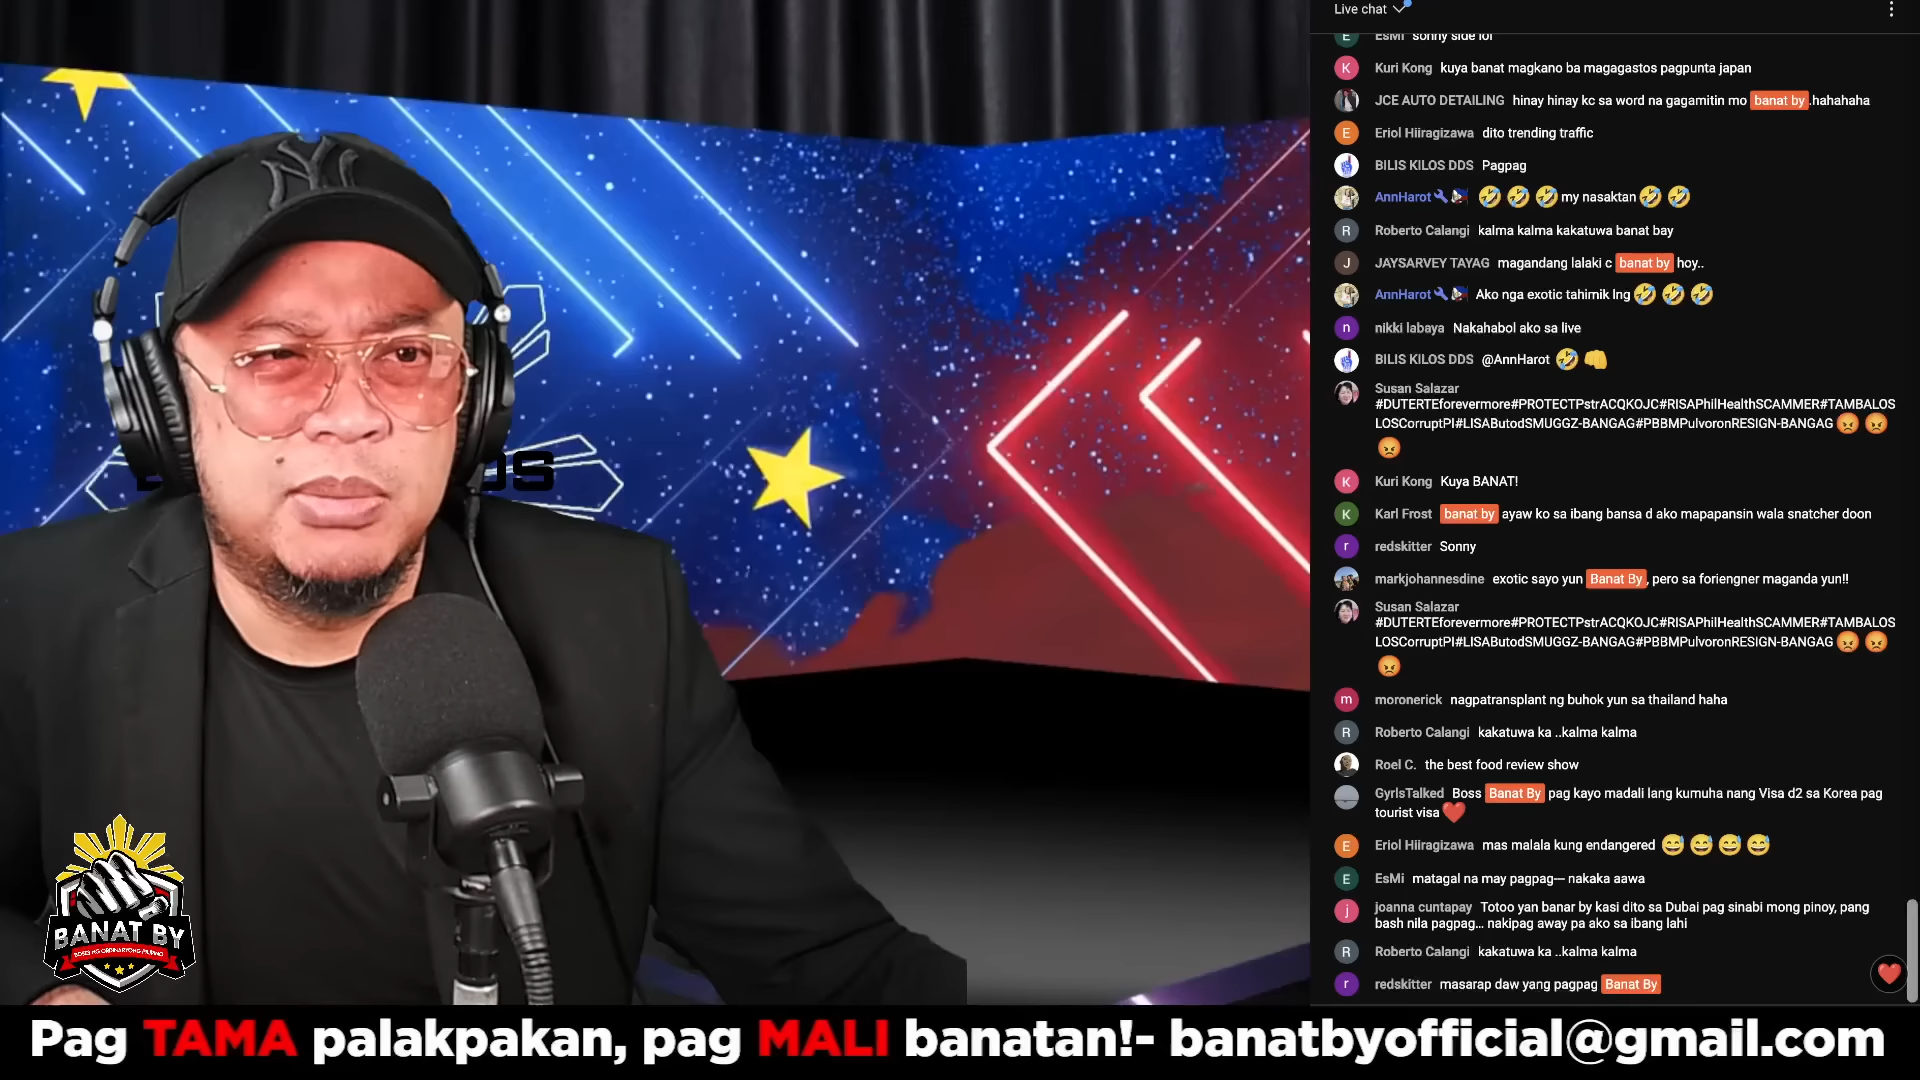 Live chat
EsMi sonny side lol
Kuri Kong kuya banat magkano ba magagastos pagpunta japan
JCE AUTO DETAILING hinay hinay kc sa word na gagamitin mo banat by .hahahaha
E Eriol Hiiragizawa dito trending traffic
BILIS KILOS DDS Pagpag
AnnHarot my nasaktan
R Roberto Calangi kalma kalma kakatuwa banat bay
J JAYSARVEY TAYAG magandang lalaki c banat by hoy..
AnnHarot Ako nga exotic tahimik lng
n nikki labaya Nakahabol ako sa live
BILIS KILOS DDS @AnnHarot
Susan Salazar
#DUTERTEforevermore#PROTECTPstrACQKOJC#RISAPhilHealthSCAMMER#TAMBALOS
LOSCorruptPI#LISAButodSMUGGZ-BANGAG#PBBMPulvoronRESIGN-BANGAG
K Kuri Kong Kuya BANAT!
K Karl Frost banat by ayaw ko sa ibang bansa d ako mapapansin wala snatcher doon
r redskitter Sonny
markjohannesdine exotic sayo yun Banat By, pero sa foriengner maganda yun!!
Susan Salazar
#DUTERTEforevermore#PROTECTPstrACQKOJC#RISAPhilHealthSCAMMER#TAMBALOS
LOSCorruptPI#LISAButodSMUGGZ-BANGAG#PBBMPulvoronRESIGN-BANGAG
m moronerick nagpatransplant ng buhok yun sa thailand haha
R Roberto Calangi kakatuwa ka ..kalma kalma
Roel C. the best food review show
GyrlsTalked Boss Banat By pag kayo madali lang kumuha nang Visa d2 sa Korea pag
tourist visa
E Eriol Hiiragizawa mas malala kung endangered
E EsMi matagal na may pagpag--- nakaka aawa
j joanna cuntapay Totoo yan banar by kasi dito sa Dubai pag sinabi mong pinoy, pang
bash nila pagpag... nakipag away pa ako sa ibang lahi
R Roberto Calangi kakatuwa ka ..kalma kalma
r redskitter masarap daw yang pagpag Banat By
NY
BANAT BY
BOSES NG ORDINARYONG PILIPINO
Pag TAMA palakpakan, pag MALI banatan!- banatbyofficial@gmail.com